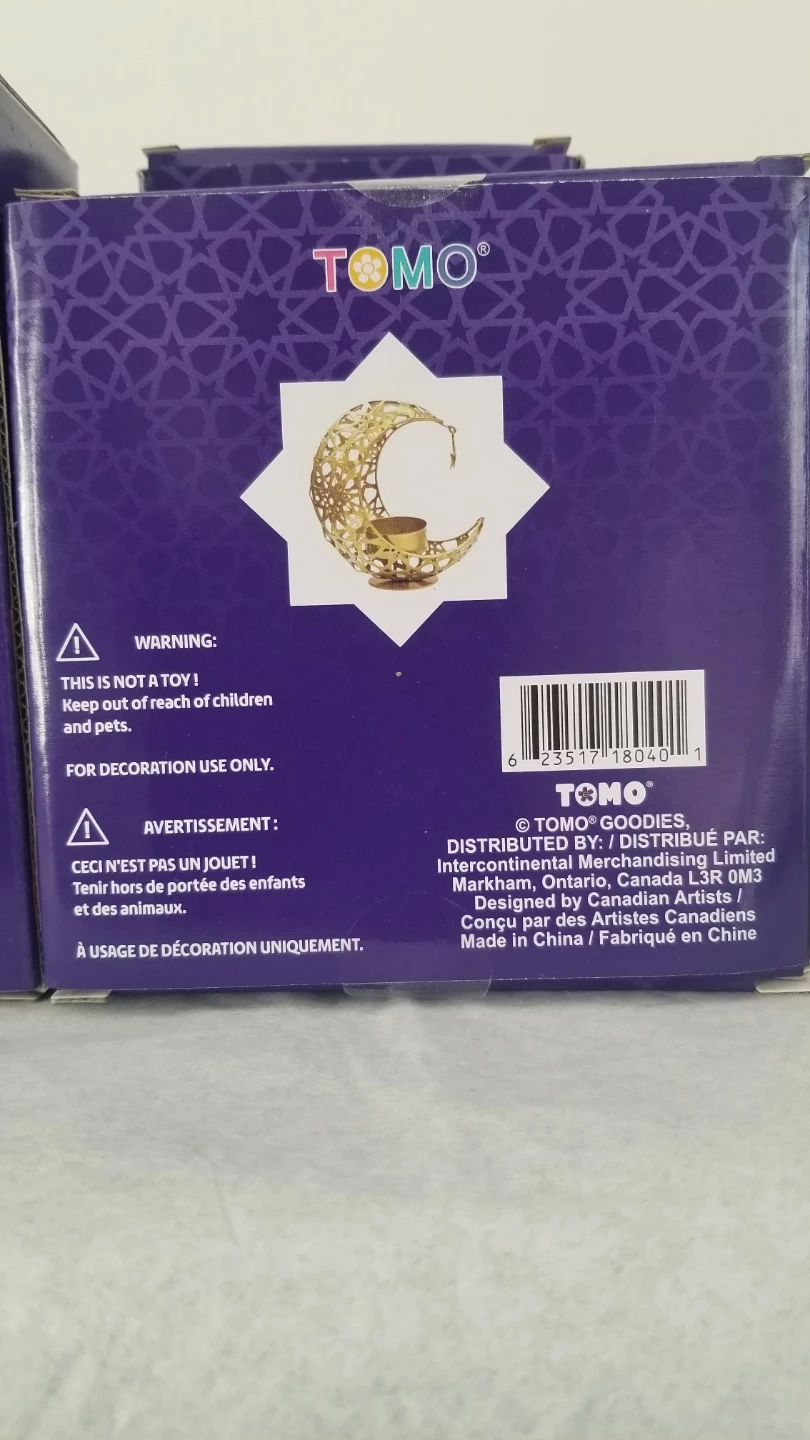 TOMO®
WARNING:
THIS IS NOT A TOY !
Keep out of reach of children
and pets.
FOR DECORATION USE ONLY.
AVERTISSEMENT :
CECI N'EST PAS UN JOUET !
Tenir hors de portée des enfants
et des animaux.
À USAGE DE DÉCORATION UNIQUEMENT.
6 23517 18040 1
TOMO®
© TOMO® GOODIES,
DISTRIBUTED BY: / DISTRIBUÉ PAR:
Intercontinental Merchandising Limited
Markham, Ontario, Canada L3R 0M3
Designed by Canadian Artists /
Conçu par des Artistes Canadiens
Made in China / Fabriqué en Chine